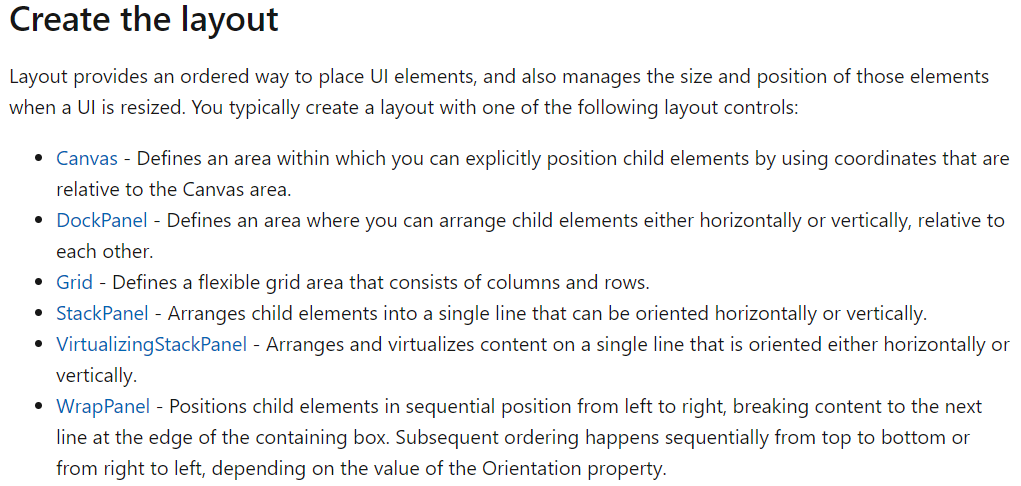 Create the layout
Layout provides an ordered way to place UI elements, and also manages the size and position of those elements
when a UI is resized. You typically create a layout with one of the following layout controls:
• Canvas - Defines an area within which you can explicitly position child elements by using coordinates that are
relative to the Canvas area.
• DockPanel - Defines an area where you can arrange child elements either horizontally or vertically, relative to
each other.
• Grid - Defines a flexible grid area that consists of columns and rows.
• StackPanel - Arranges child elements into a single line that can be oriented horizontally or vertically.
• VirtualizingStackPanel - Arranges and virtualizes content on a single line that is oriented either horizontally or
vertically.
• WrapPanel - Positions child elements in sequential position from left to right, breaking content to the next
line at the edge of the containing box. Subsequent ordering happens sequentially from top to bottom or
from right to left, depending on the value of the Orientation property.